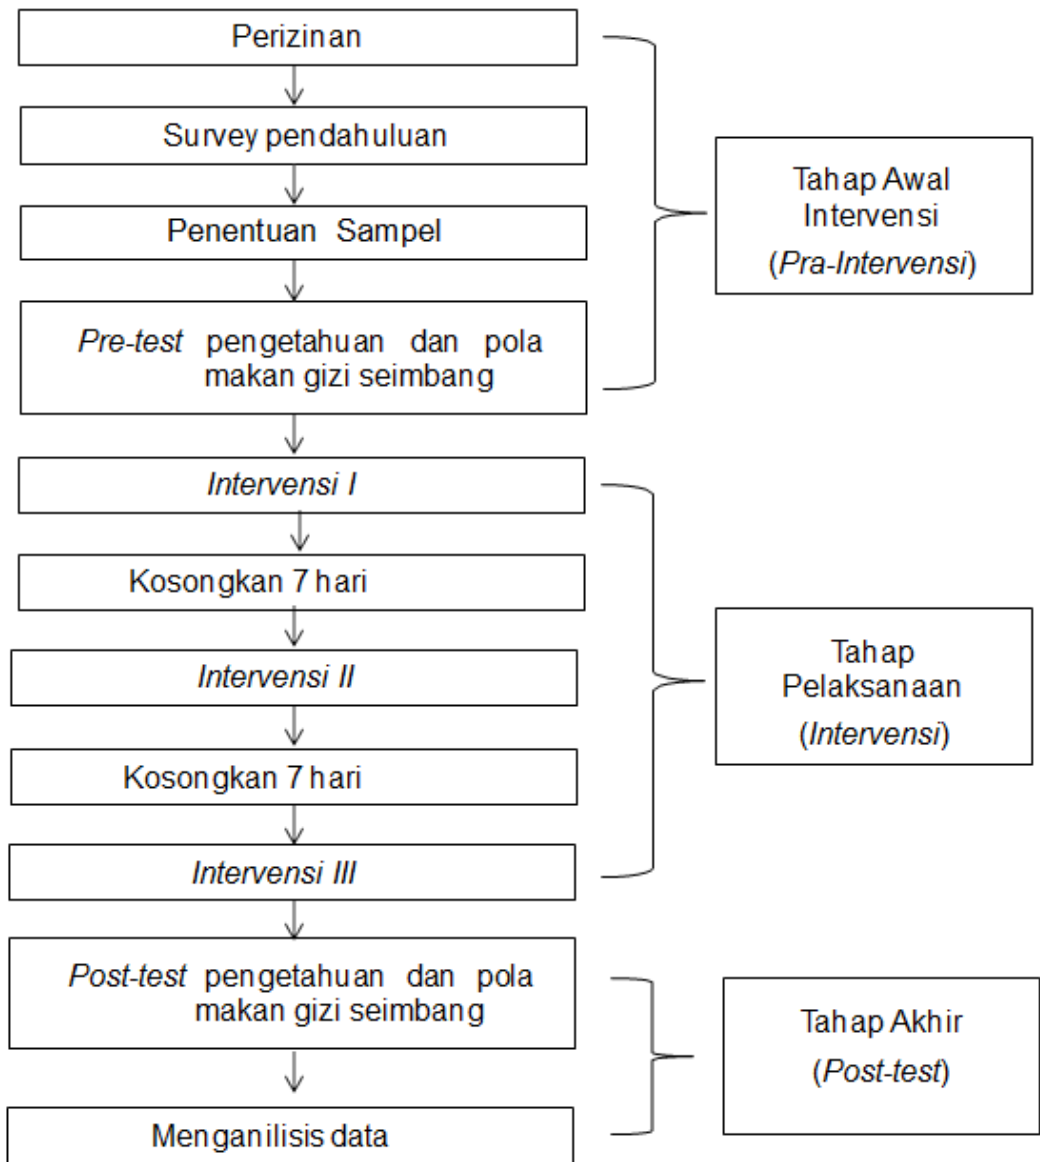 Perizinan
Survey pendahuluan
Penentuan Sampel
Pre-test pengetahuan dan pola
makan gizi seimbang
Tahap Awal
Intervensi
(Pra-Intervensi)
Intervensi I
Kosongkan 7 hari
Intervensi II
Kosongkan 7 hari
Intervensi III
Tahap
Pelaksanaan
(Intervensi)
Post-test pengetahuan dan pola
makan gizi seimbang
Menganilisis data
Tahap Akhir
(Post-test)